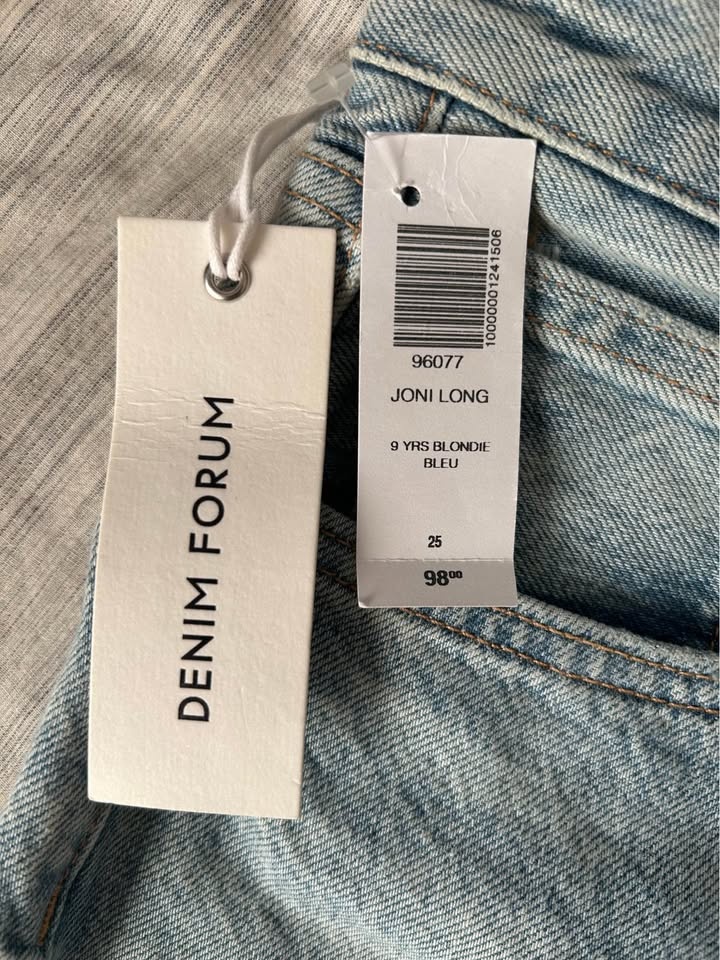 DENIM FORUM
10000001241506
96077
JONI LONG
9 YRS BLONDIE
BLEU
25
98⁰⁰